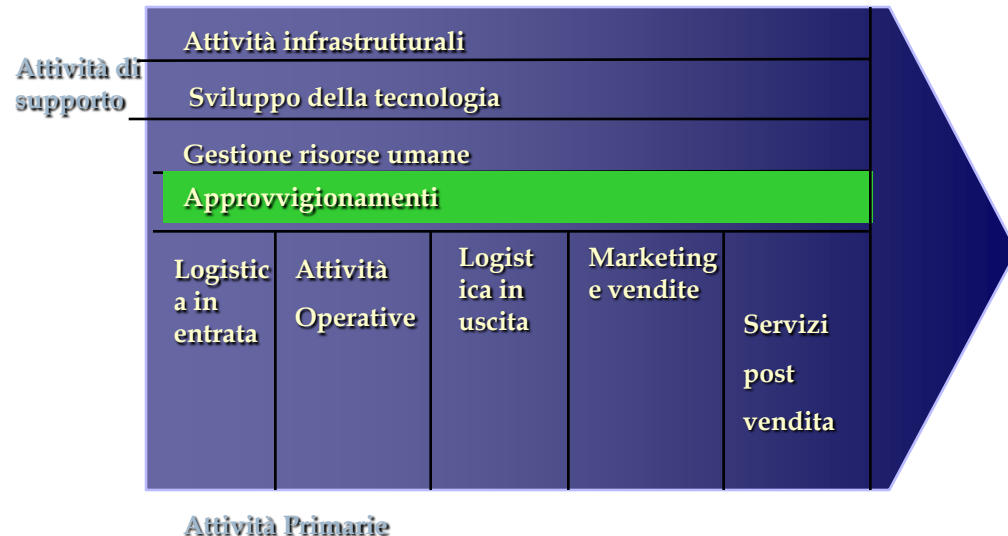 Attività infrastrutturali
Attività di
supporto
Sviluppo della tecnologia
Gestione risorse umane
Approvvigionamenti
Logistic
a in
entrata
Attività
Operative
Logist
ica in
uscita
Marketing
e vendite
Servizi
post
vendita
Attività Primarie